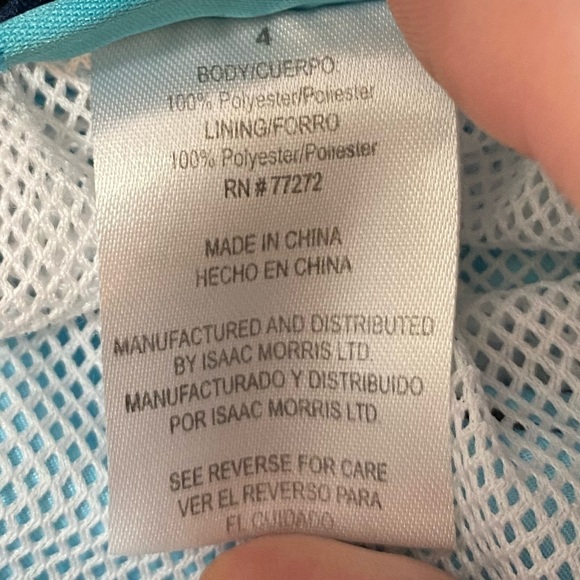 4
BODY/CUERPO
100% Polyester/Poliester
LINING/FORRO
100% Polyester/Poliester
RN # 77272
MADE IN CHINA
HECHO EN CHINA
MANUFACTURED AND DISTRIBUTED
BY ISAAC MORRIS LTD.
MANUFACTURADO Y DISTRIBUIDO
POR ISAAC MORRIS LTD.
SEE REVERSE FOR CARE
VER EL REVERSO PARA
EL CUIDADO